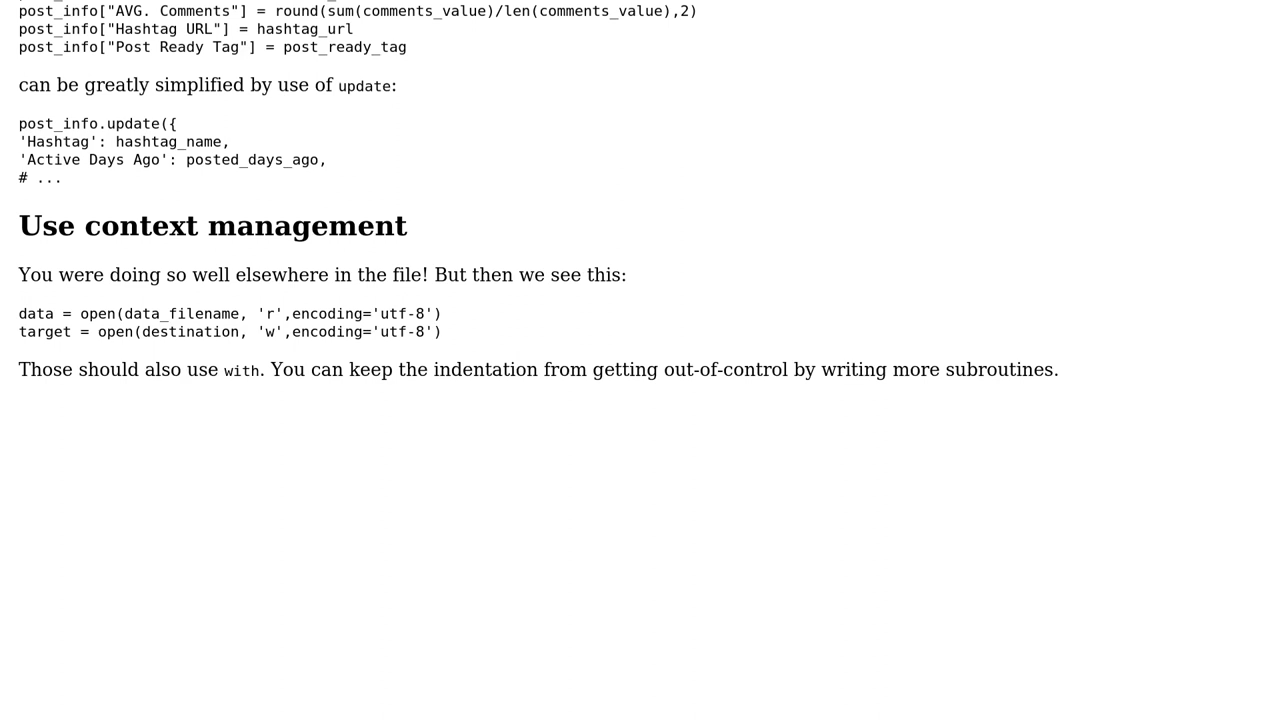 post_info["AVG. Comments"] = round(sum(comments_value)/len(comments_value),2)
post_info["Hashtag URL"] = hashtag_url
post_info["Post Ready Tag"] = post_ready_tag
can be greatly simplified by use of update:
post_info.update({
'Hashtag': hashtag_name,
'Active Days Ago': posted_days_ago,
# ...
Use context management
You were doing so well elsewhere in the file! But then we see this:
data = open(data_filename, 'r',encoding='utf-8')
target = open(destination, 'w',encoding='utf-8')
Those should also use with. You can keep the indentation from getting out-of-control by writing more subroutines.